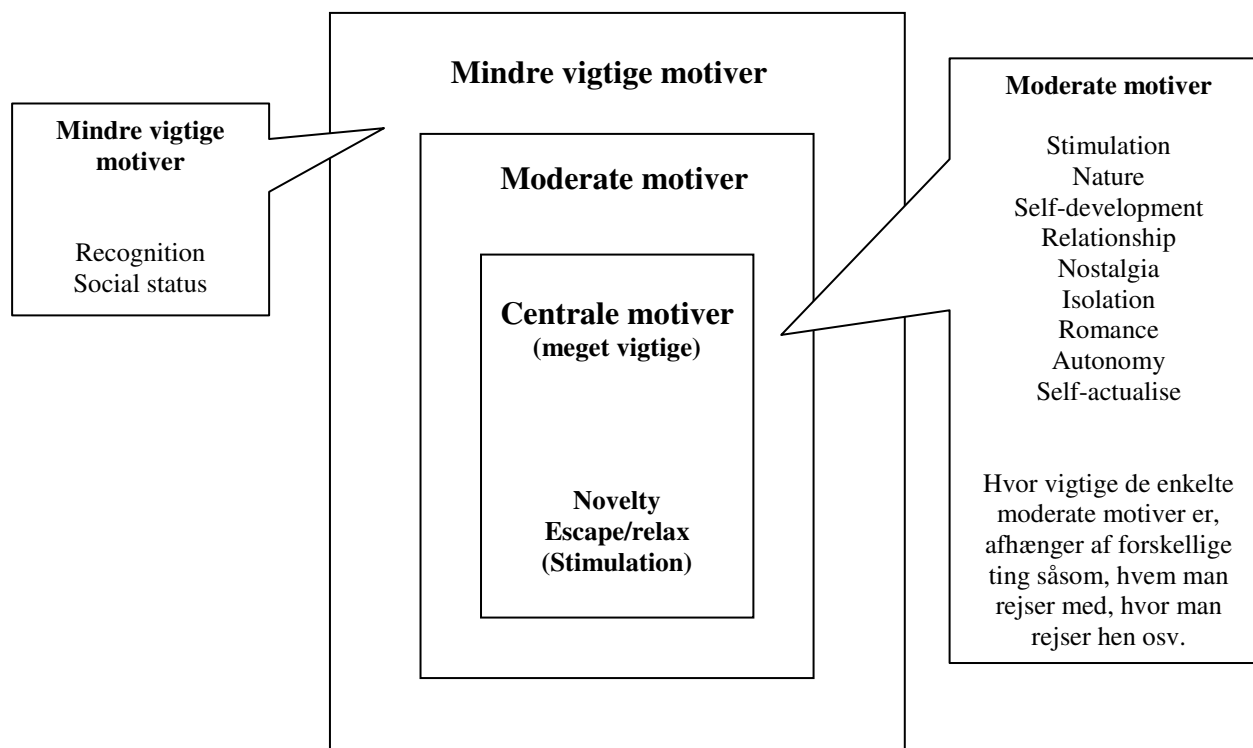 Mindre vigtige motiver
Mindre vigtige
motiver
Recognition
Social status
Moderate motiver
Centrale motiver
(meget vigtige)
Novelty
Escape/relax
(Stimulation)
Moderate motiver
Stimulation
Nature
Self-development
Relationship
Nostalgia
Isolation
Romance
Autonomy
Self-actualise
Hvor vigtige de enkelte
moderate motiver er,
afhænger af forskellige
ting såsom, hvem man
rejser med, hvor man
rejser hen osv.